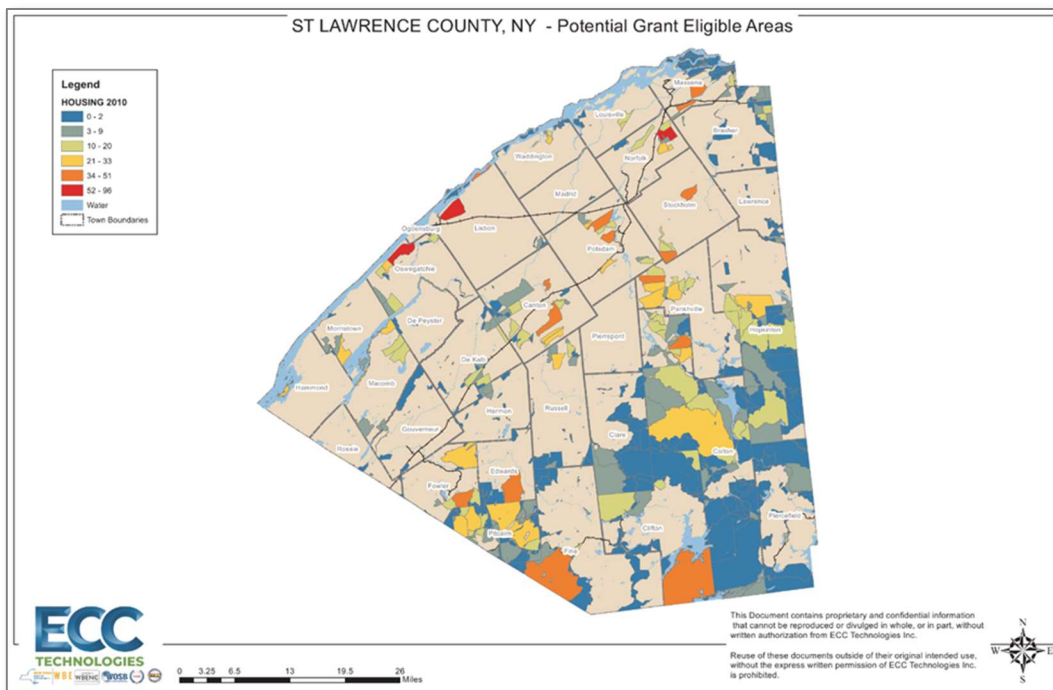 ST LAWRENCE COUNTY, NY - Potential Grant Eligible Areas
Legend
HOUSING 2010
0 - 2
3 - 9
10 - 20
21 - 33
34 - 51
52 - 96
Water
Town Boundaries
Massena
Louisville
Brasher
Waddington
Norfolk
Madrid
Stockholm
Lawrence
Ogdensburg
Lisbon
Potsdam
Oswegatchie
Canton
Parishville
Hopkinton
De Peyster
Morristown
Pierrepont
De Kalb
Hammond
Macomb
Hermon
Russell
Gouverneur
Clare
Rossie
Colton
Edwards
Fowler
Piercefield
Pitcairn
Clifton
Fine
ECC
TECHNOLOGIES
WBE
WBENC
WOSB
0 3.25 6.5 13 19.5 26
Miles
This Document contains proprietary and confidential information
that cannot be reproduced or divulged in whole, or in part, without
written authorization from ECC Technologies Inc.
Reuse of these documents outside of their original intended use,
without the express written permission of ECC Technologies Inc.
is prohibited.
N
W E
S